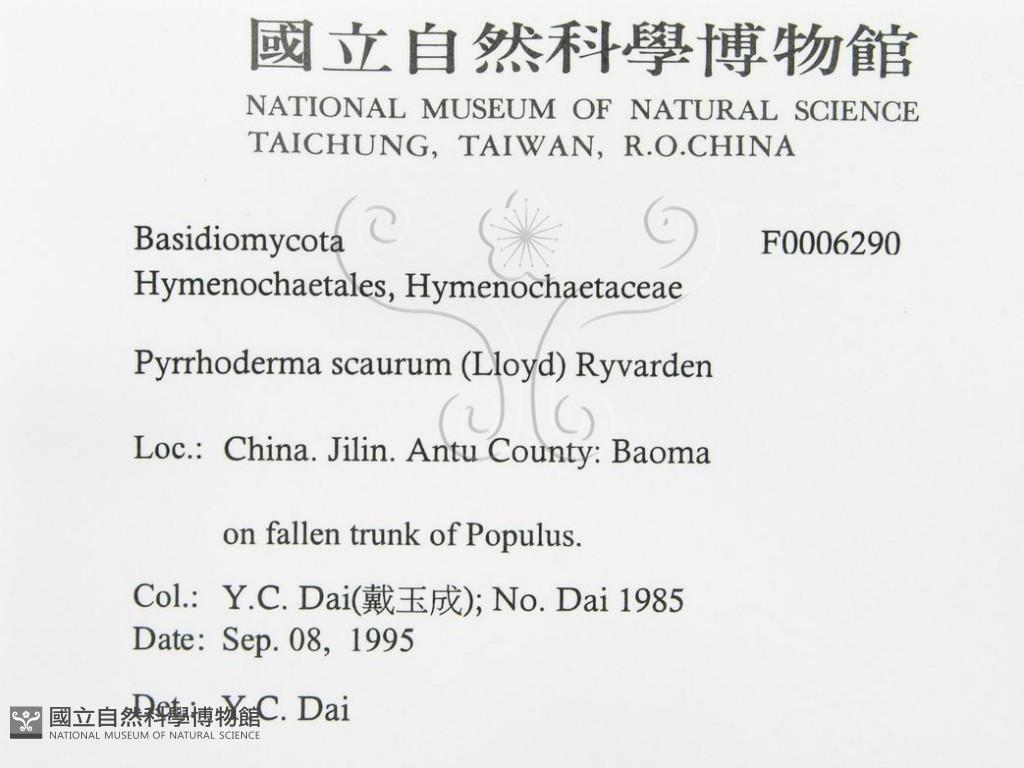 國立自然科學博物館
NATIONAL MUSEUM OF NATURAL SCIENCE
TAICHUNG, TAIWAN, R.O.CHINA
Basidiomycota F0006290
Hymenochaetales, Hymenochaetaceae
Pyrrhoderma scaurum (Lloyd) Ryvarden
Loc.: China. Jilin. Antu County: Baoma
on fallen trunk of Populus.
Col.: Y.C. Dai(戴玉成); No. Dai 1985
Date: Sep. 08, 1995
Det.: Y.C. Dai
國立自然科學博物館
NATIONAL MUSEUM OF NATURAL SCIENCE